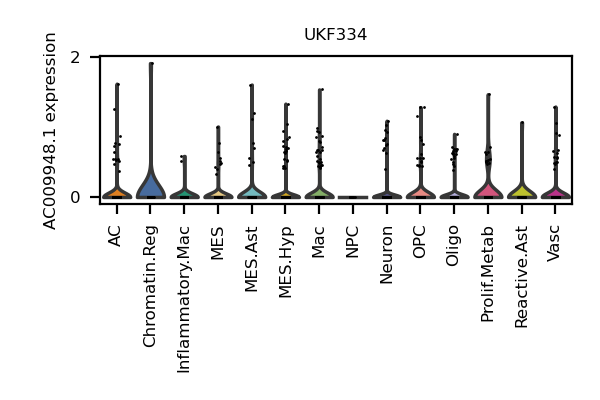 UKF334
AC009948.1 expression
2
0
AC
Chromatin.Reg
Inflammatory.Mac
MES
MES.Ast
MES.Hyp
Mac
NPC
Neuron
OPC
Oligo
Prolif.Metab
Reactive.Ast
Vasc